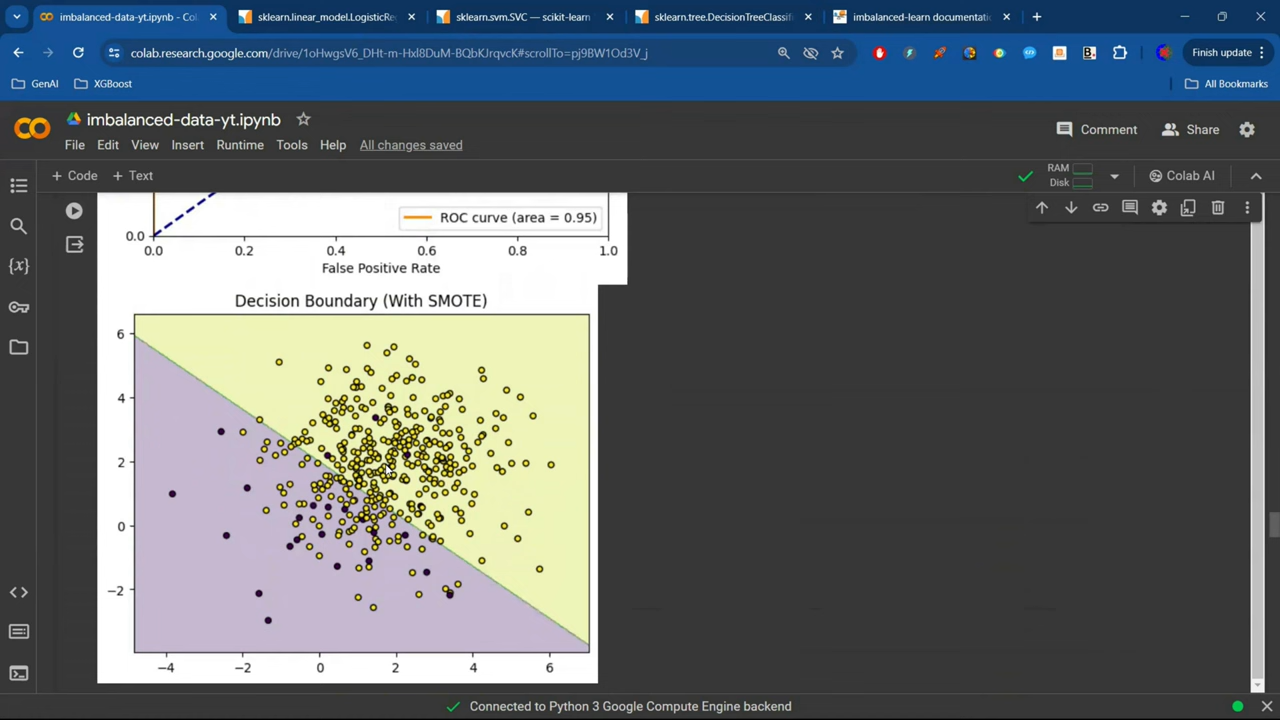 imbalanced-data-yt.ipynb - Col
sklearn.linear_model.LogisticRe
sklearn.svm.SVC — scikit-learn
sklearn.tree.DecisionTreeClassif
imbalanced-learn documentatio
colab.research.google.com/drive/1oHwgsV6_DHt-m-Hxl8DuM-BQbKJrqvcK#scrollTo=pj9BW1Od3V_j
Finish update
GenAI
XGBoost
All Bookmarks
imbalanced-data-yt.ipynb
Comment
Share
File Edit View Insert Runtime Tools Help All changes saved
+ Code + Text
RAM
Disk
Colab AI
ROC curve (area = 0.95)
0.0
0.0 0.2 0.4 0.6 0.8 1.0
False Positive Rate
Decision Boundary (With SMOTE)
6
4
2
0
−2
−4 −2 0 2 4 6
Connected to Python 3 Google Compute Engine backend